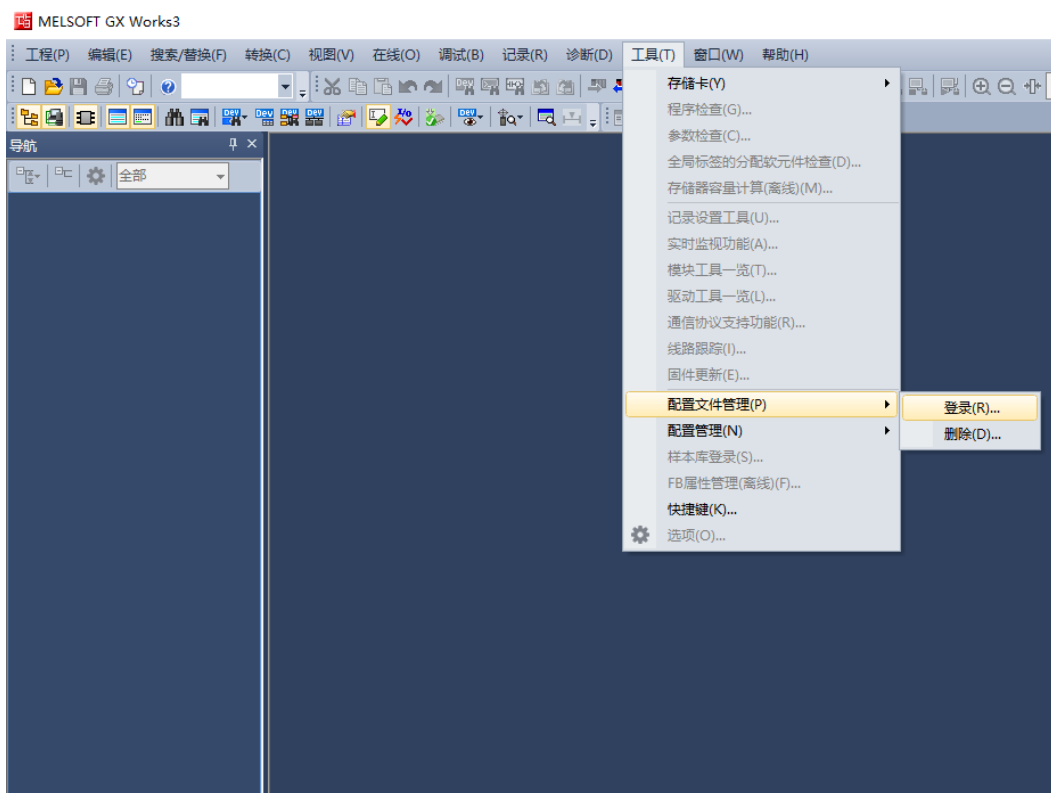 MELSOFT GX Works3
工程(P) 编辑(E) 搜索/替换(F) 转换(C) 视图(V) 在线(O) 调试(B) 记录(R) 诊断(D) 工具(T) 窗口(W) 帮助(H)
导航
全部
存储卡(Y)
程序检查(G)...
参数检查(C)...
全局标签的分配软元件检查(D)...
存储器容量计算(离线)(M)...
记录设置工具(U)...
实时监视功能(A)...
模块工具一览(T)...
驱动工具一览(L)...
通信协议支持功能(R)...
线路跟踪(I)...
固件更新(E)...
配置文件管理(P)
登录(R)...
配置管理(N)
删除(D)...
样本库登录(S)...
FB属性管理(离线)(F)...
快捷键(K)...
选项(O)...